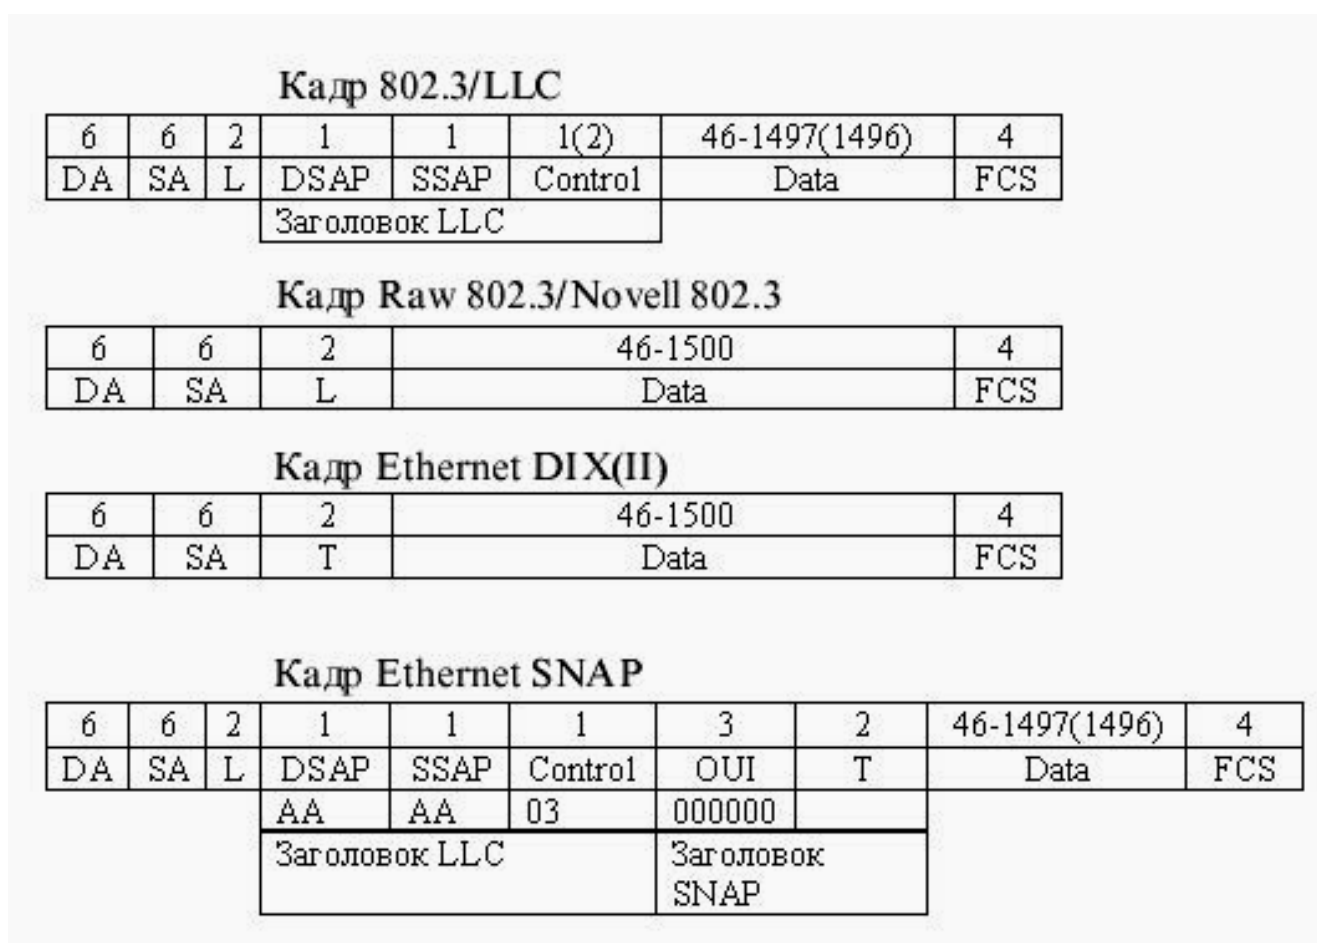 Кадр 802.3/LLC
6 6 2 1 1 1(2) 46-1497(1496) 4
DA SA L DSAP SSAP Control Data FCS
Заголовок LLC
Кадр Raw 802.3/Novell 802.3
6 6 2 46-1500 4
DA SA L Data FCS
Кадр Ethernet DIX(II)
6 6 2 46-1500 4
DA SA T Data FCS
Кадр Ethernet SNAP
6 6 2 1 1 1 3 2 46-1497(1496) 4
DA SA L DSAP SSAP Control OUI T Data FCS
AA AA 03 000000
Заголовок LLC Заголовок
SNAP